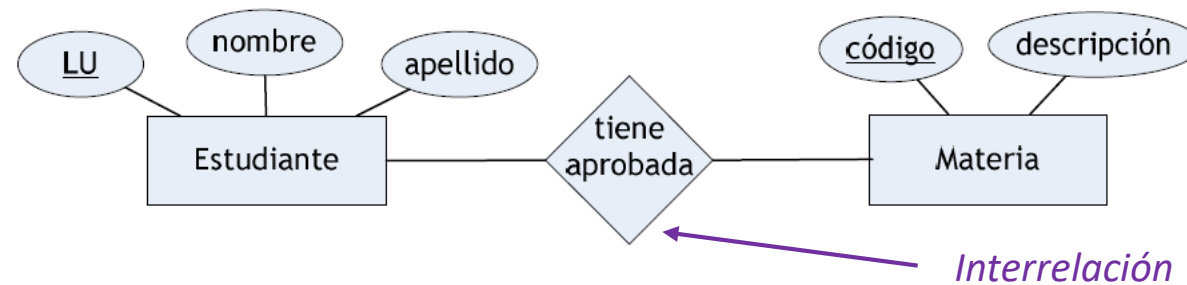 LU
nombre
apellido
código
descripción
Estudiante
tiene
aprobada
Materia
Interrelación